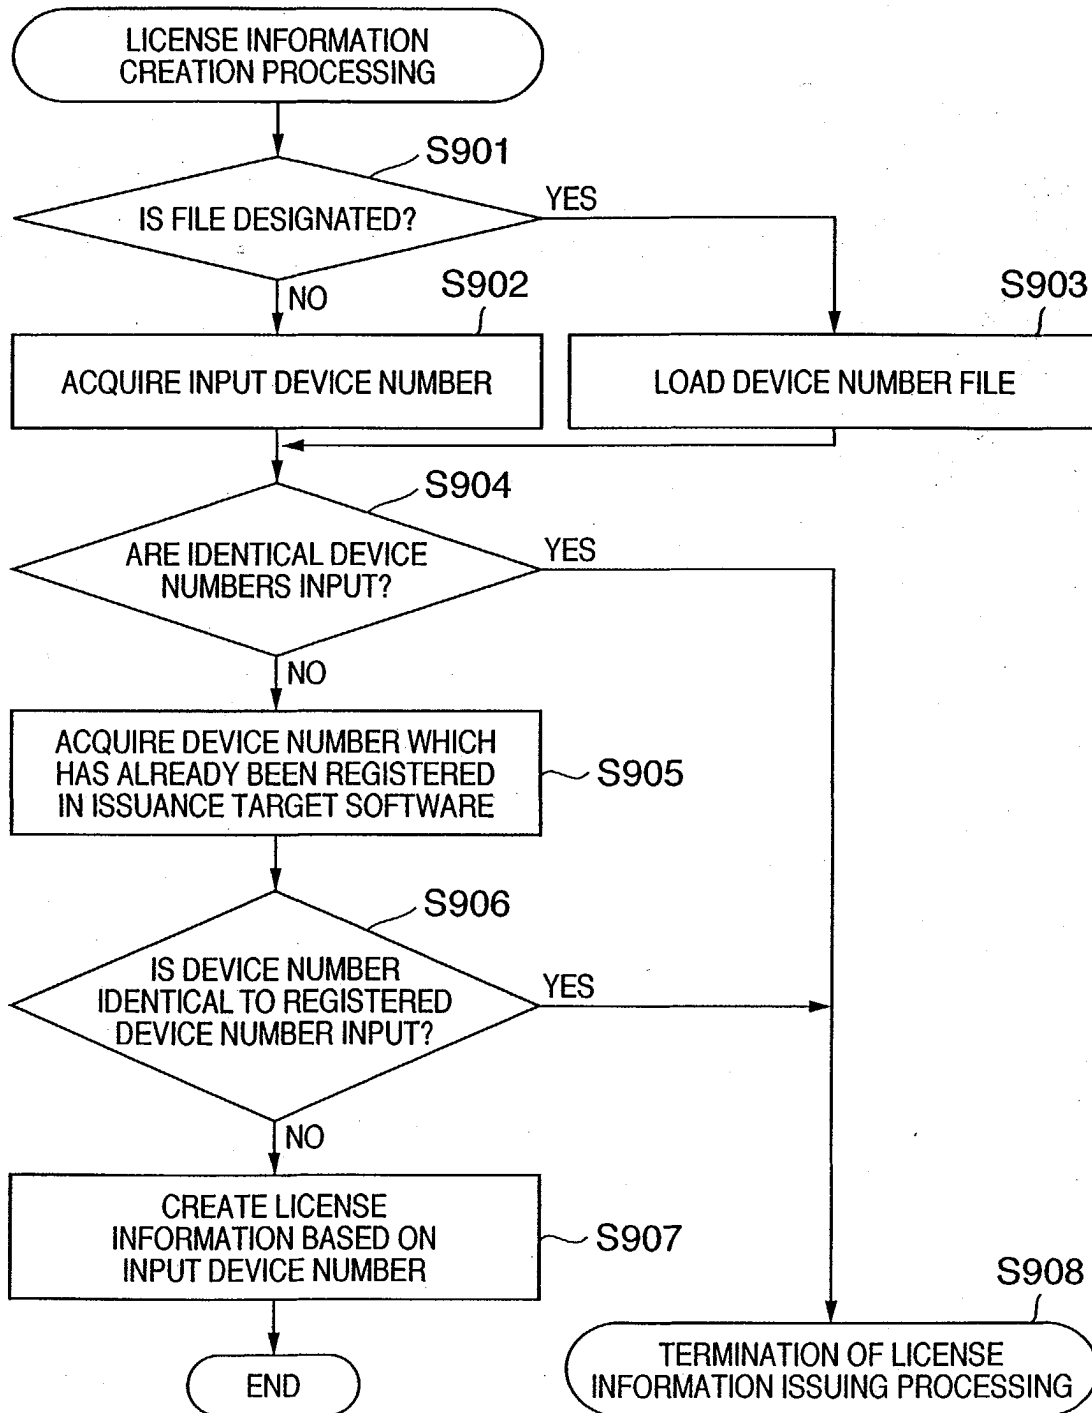 LICENSE INFORMATION
CREATION PROCESSING
S901
IS FILE DESIGNATED?
YES
NO
S902
S903
ACQUIRE INPUT DEVICE NUMBER
LOAD DEVICE NUMBER FILE
S904
ARE IDENTICAL DEVICE
NUMBERS INPUT?
YES
NO
ACQUIRE DEVICE NUMBER WHICH
HAS ALREADY BEEN REGISTERED
IN ISSUANCE TARGET SOFTWARE
S905
S906
IS DEVICE NUMBER
IDENTICAL TO REGISTERED
DEVICE NUMBER INPUT?
YES
NO
CREATE LICENSE
INFORMATION BASED ON
INPUT DEVICE NUMBER
S907
S908
END
TERMINATION OF LICENSE
INFORMATION ISSUING PROCESSING